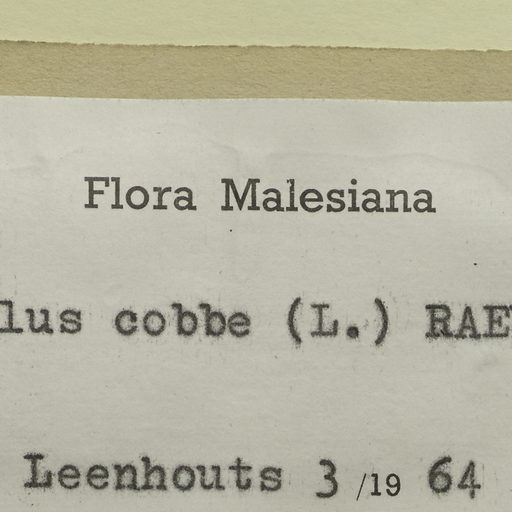 Flora Malesiana
lus cobbe (L.) RAE
Leenhouts 3 /19 64